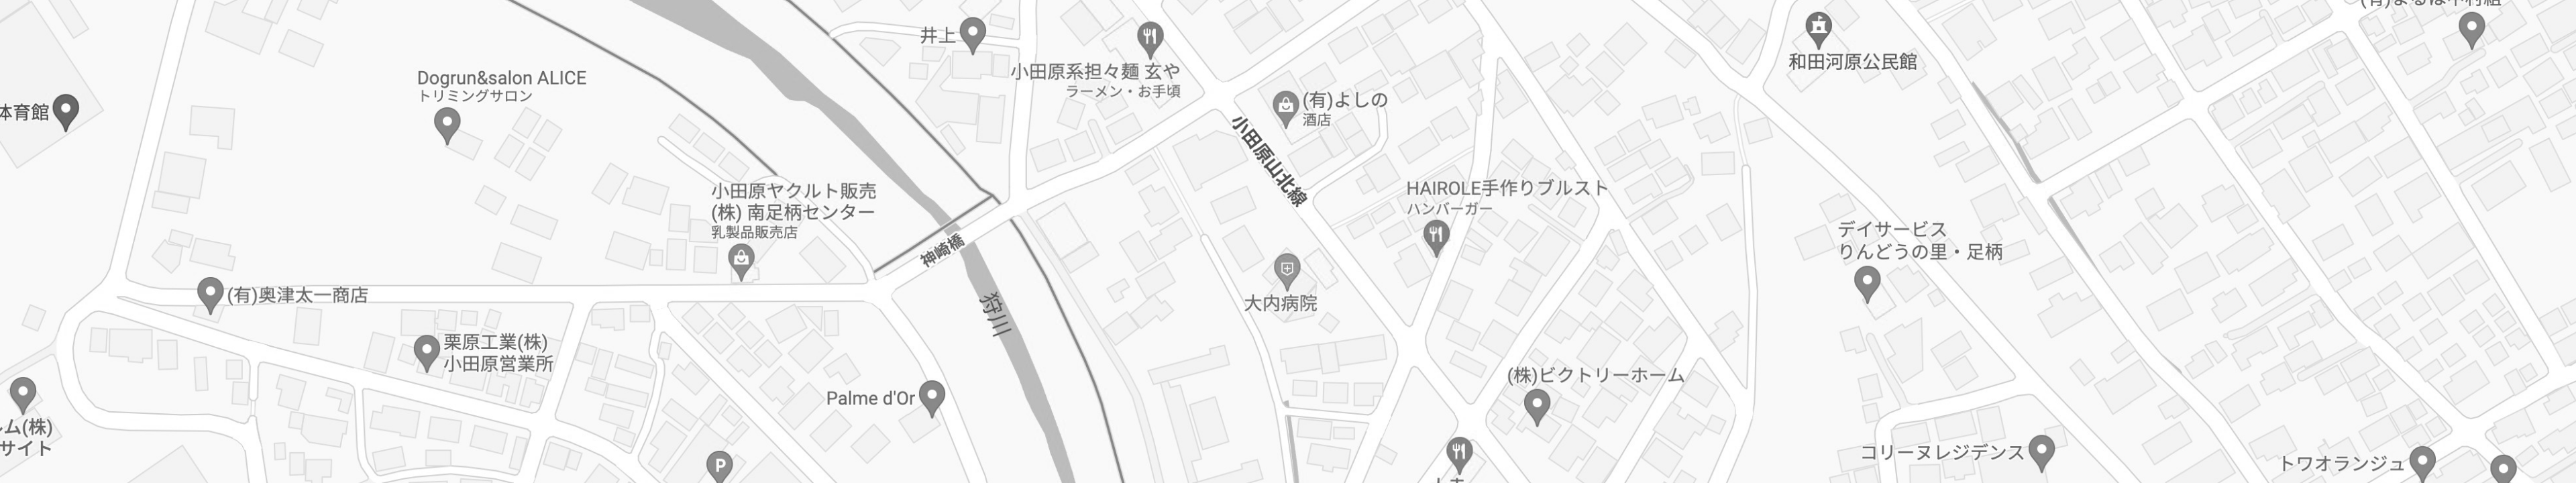 体育館
Dogrun&salon ALICE
トリミングサロン
井上
小田原系担々麺 玄や
ラーメン・お手頃
(有)よしの
酒店
小田原山北線
和田河原公民館
小田原ヤクルト販売
(株) 南足柄センター
乳製品販売店
神崎橋
狩川
HAIROLE手作りブルスト
ハンバーガー
デイサービス
りんどうの里・足柄
大内病院
(有)奥津太一商店
栗原工業(株)
小田原営業所
Palme d'Or
(株)ビクトリーホーム
ム(株)
サイト
P
コリーヌレジデンス
トワオランジュ